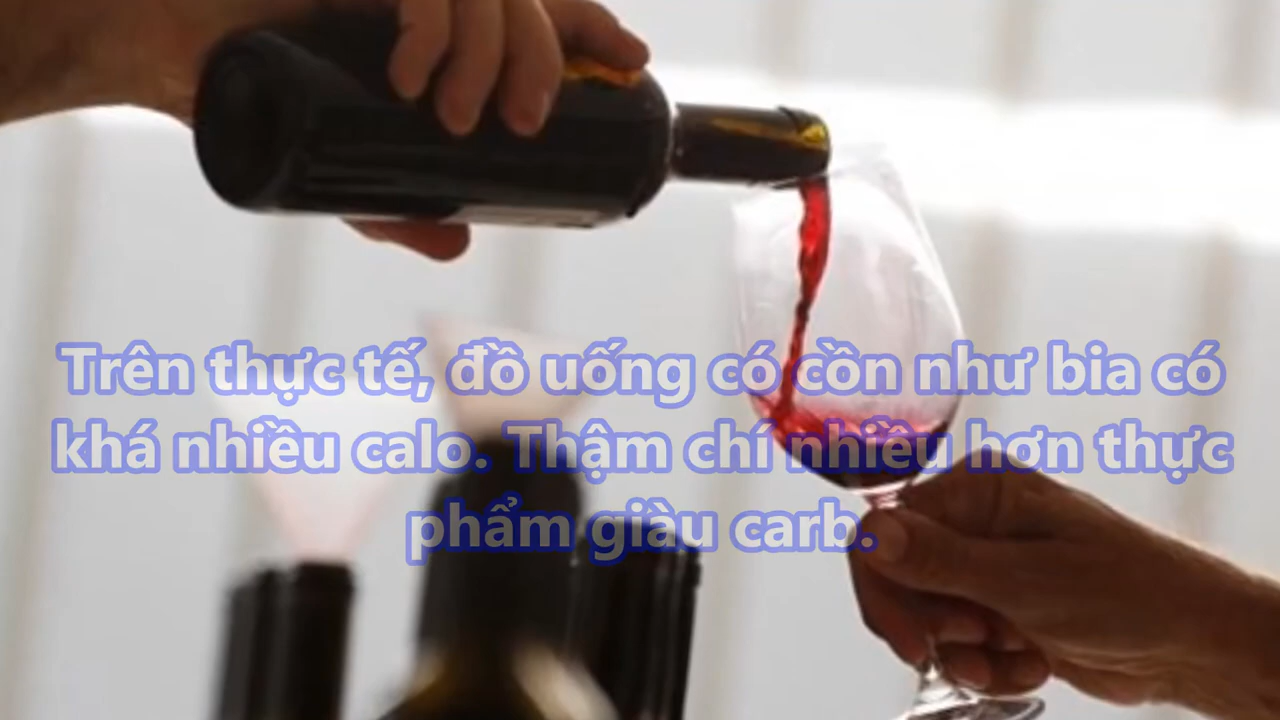 Trên thực tế, đồ uống có cồn như bia có
khá nhiều calo. Thậm chí nhiều hơn thực
phẩm giàu carb.